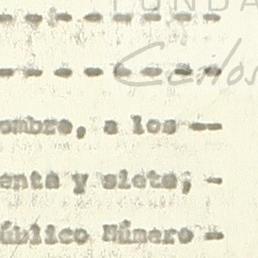 FUNDA
- - - - - - - -
- - - - - - - -
Carlos
ombre, a los --
enta y siete; -
úblico Número -